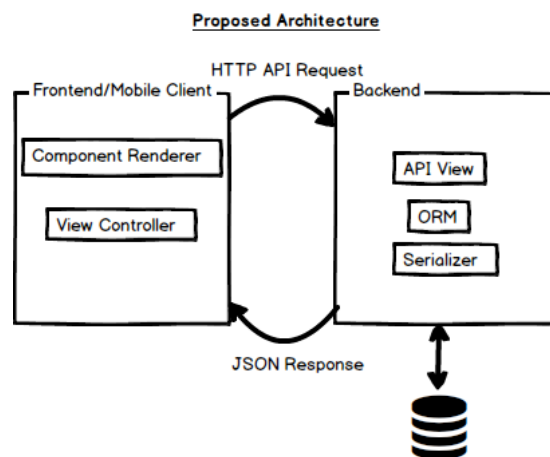 Proposed Architecture
HTTP API Request
Frontend/Mobile Client
Backend
Component Renderer
API View
View Controller
ORM
Serializer
JSON Response